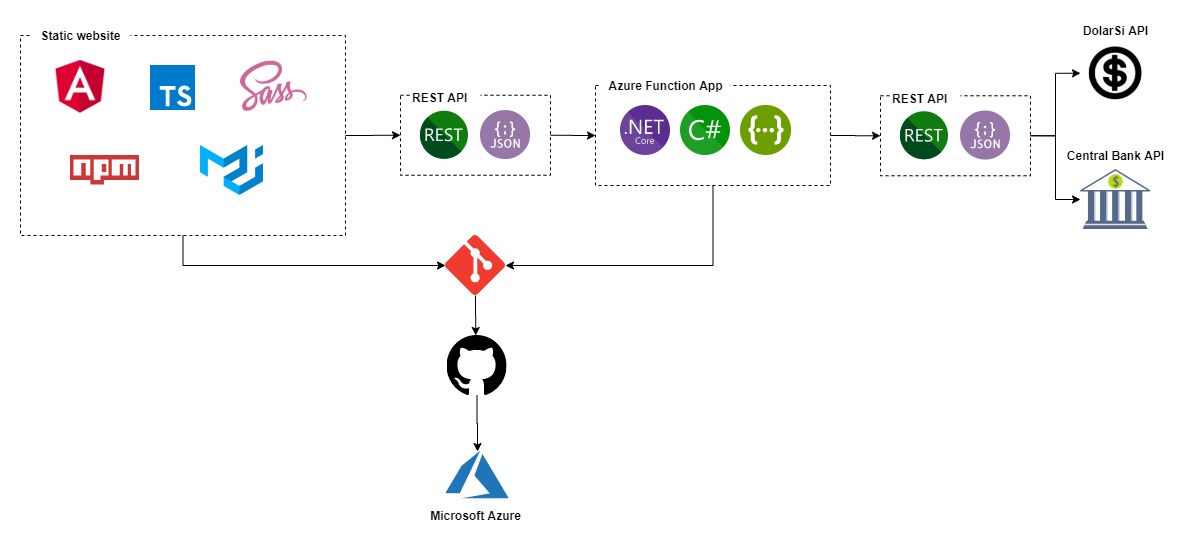 Static website
A
TS
Sass
npm
REST API
REST
{;}
JSON
Azure Function App
.NET
Core
C#
{···}
REST API
REST
{;}
JSON
DolarSi API
$
Central Bank API
$
Microsoft Azure